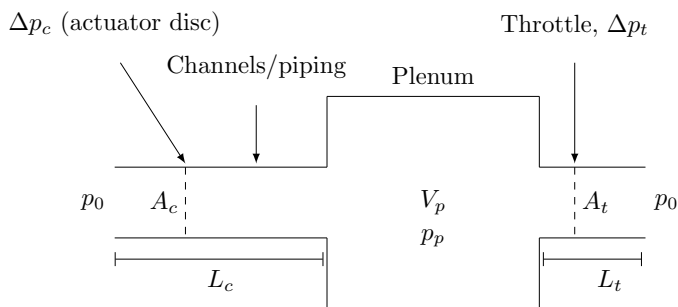 Δp_c (actuator disc)
Throttle, Δp_t
Channels/piping
Plenum
p_0
A_c
V_p
p_p
A_t
p_0
L_c
L_t